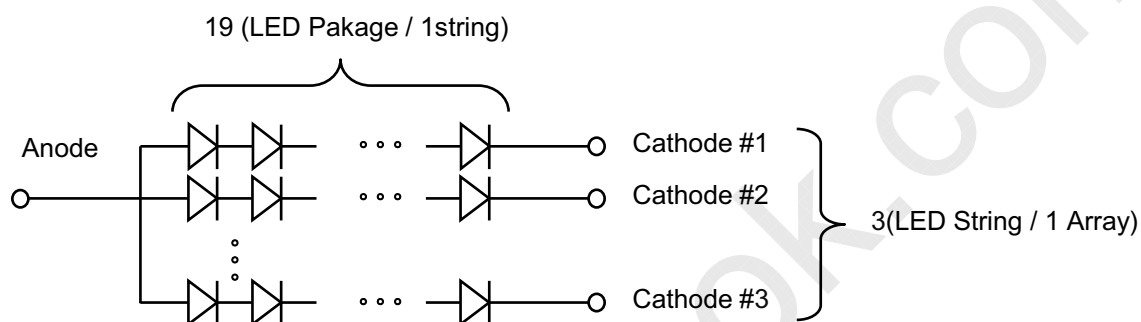 19 (LED Pakage / 1string)
Anode
Cathode #1
Cathode #2
3(LED String / 1 Array)
Cathode #3